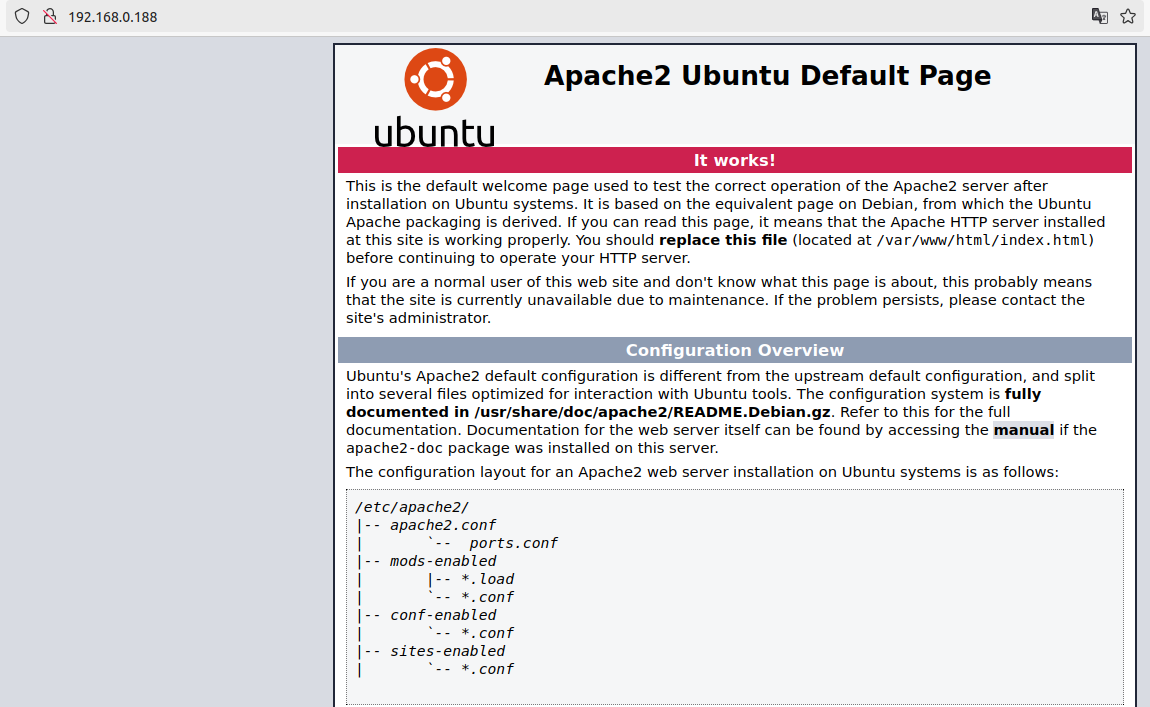 192.168.0.188
Apache2 Ubuntu Default Page
ubuntu
It works!
This is the default welcome page used to test the correct operation of the Apache2 server after
installation on Ubuntu systems. It is based on the equivalent page on Debian, from which the Ubuntu
Apache packaging is derived. If you can read this page, it means that the Apache HTTP server installed
at this site is working properly. You should replace this file (located at /var/www/html/index.html)
before continuing to operate your HTTP server.
If you are a normal user of this web site and don't know what this page is about, this probably means
that the site is currently unavailable due to maintenance. If the problem persists, please contact the
site's administrator.
Configuration Overview
Ubuntu's Apache2 default configuration is different from the upstream default configuration, and split
into several files optimized for interaction with Ubuntu tools. The configuration system is fully
documented in /usr/share/doc/apache2/README.Debian.gz. Refer to this for the full
documentation. Documentation for the web server itself can be found by accessing the manual if the
apache2-doc package was installed on this server.
The configuration layout for an Apache2 web server installation on Ubuntu systems is as follows:
/etc/apache2/
|-- apache2.conf
|       `--  ports.conf
|-- mods-enabled
|       |-- *.load
|       `-- *.conf
|-- conf-enabled
|       `-- *.conf
|-- sites-enabled
|       `-- *.conf